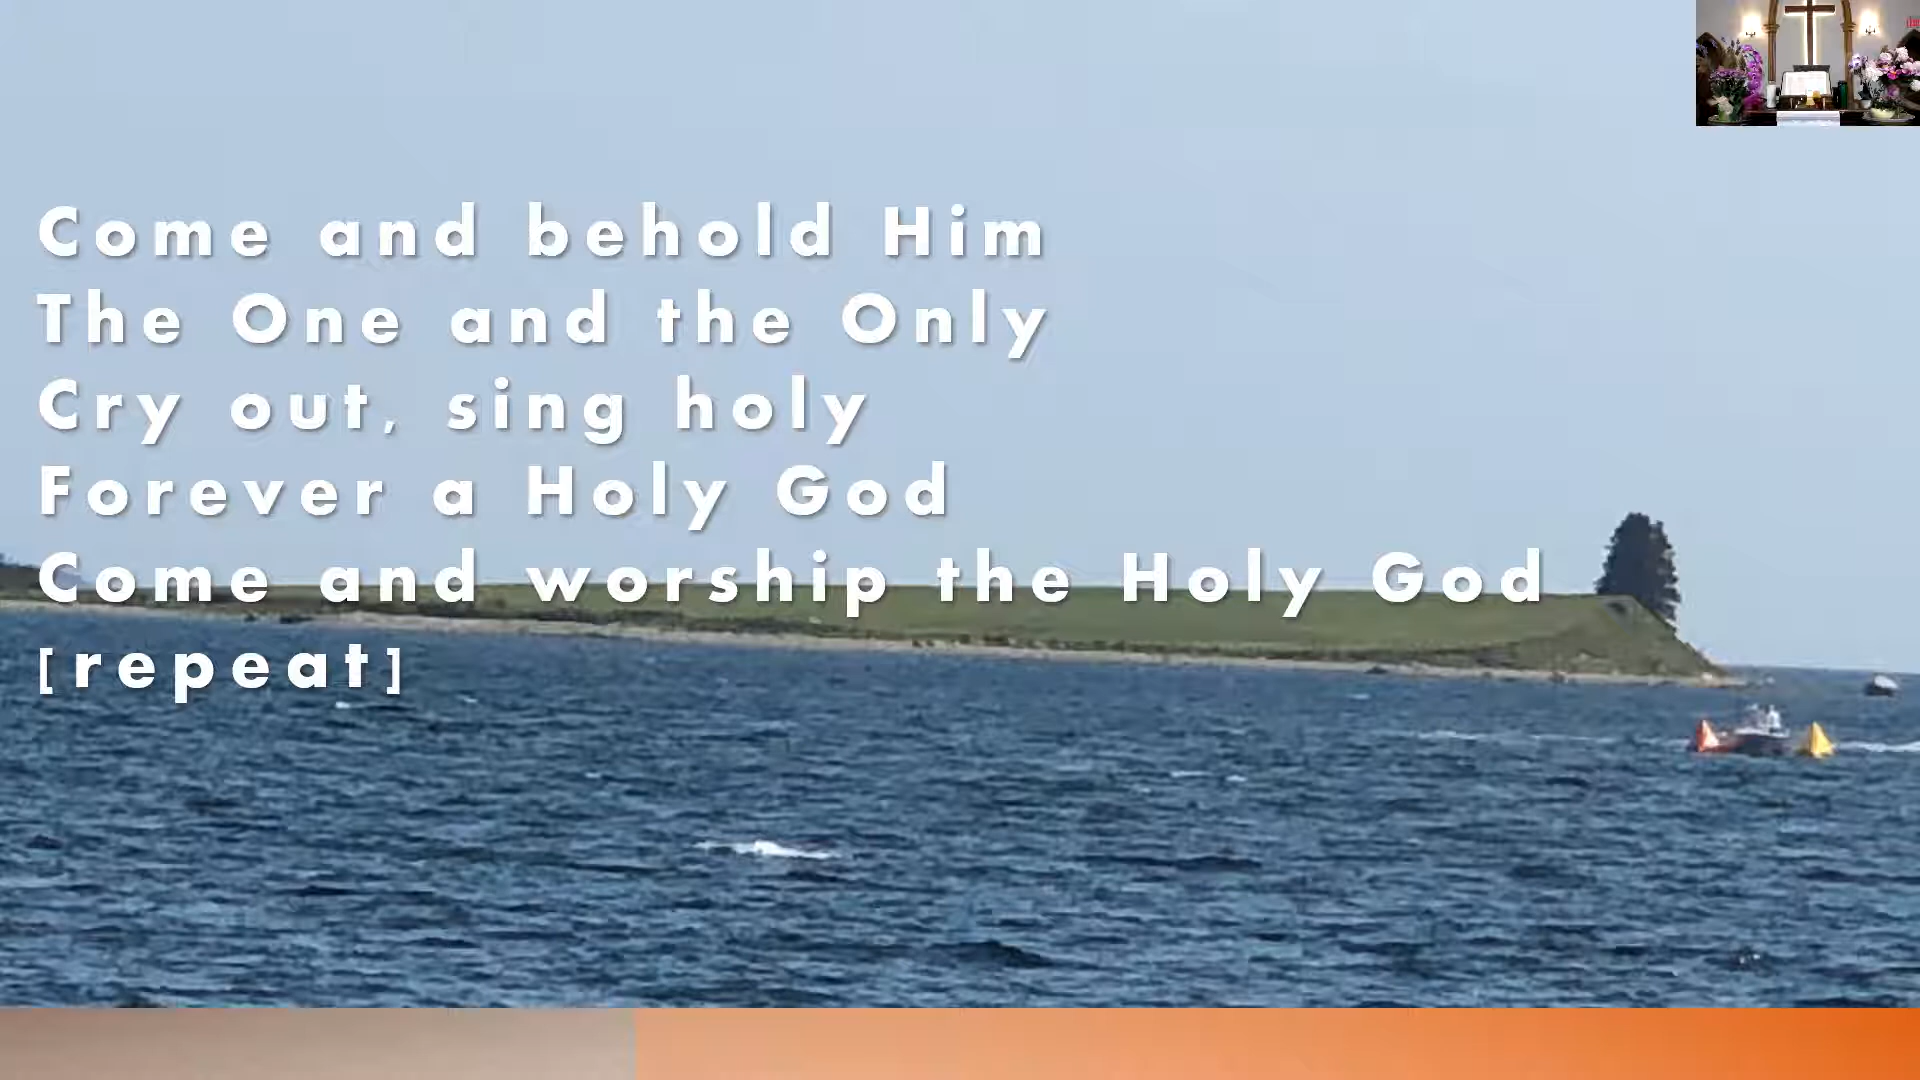 Come and behold Him
The One and the Only
Cry out, sing holy
Forever a Holy God
Come and worship the Holy God
[repeat]